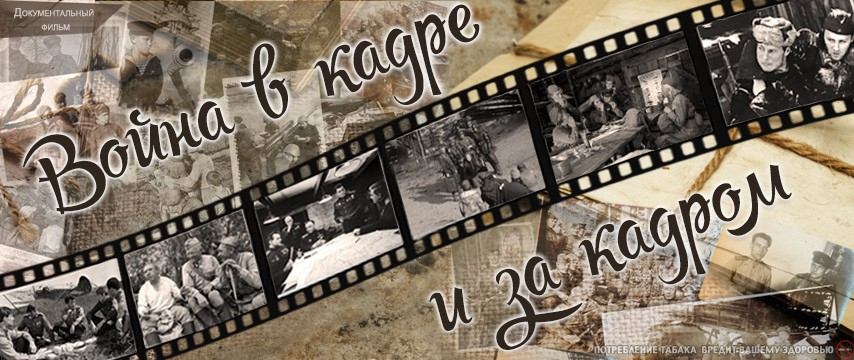 Документальный
фильм
Война в кадре
и за кадром
ПОТРЕБЛЕНИЕ ТАБАКА ВРЕДИТ ВАШЕМУ ЗДОРОВЬЮ